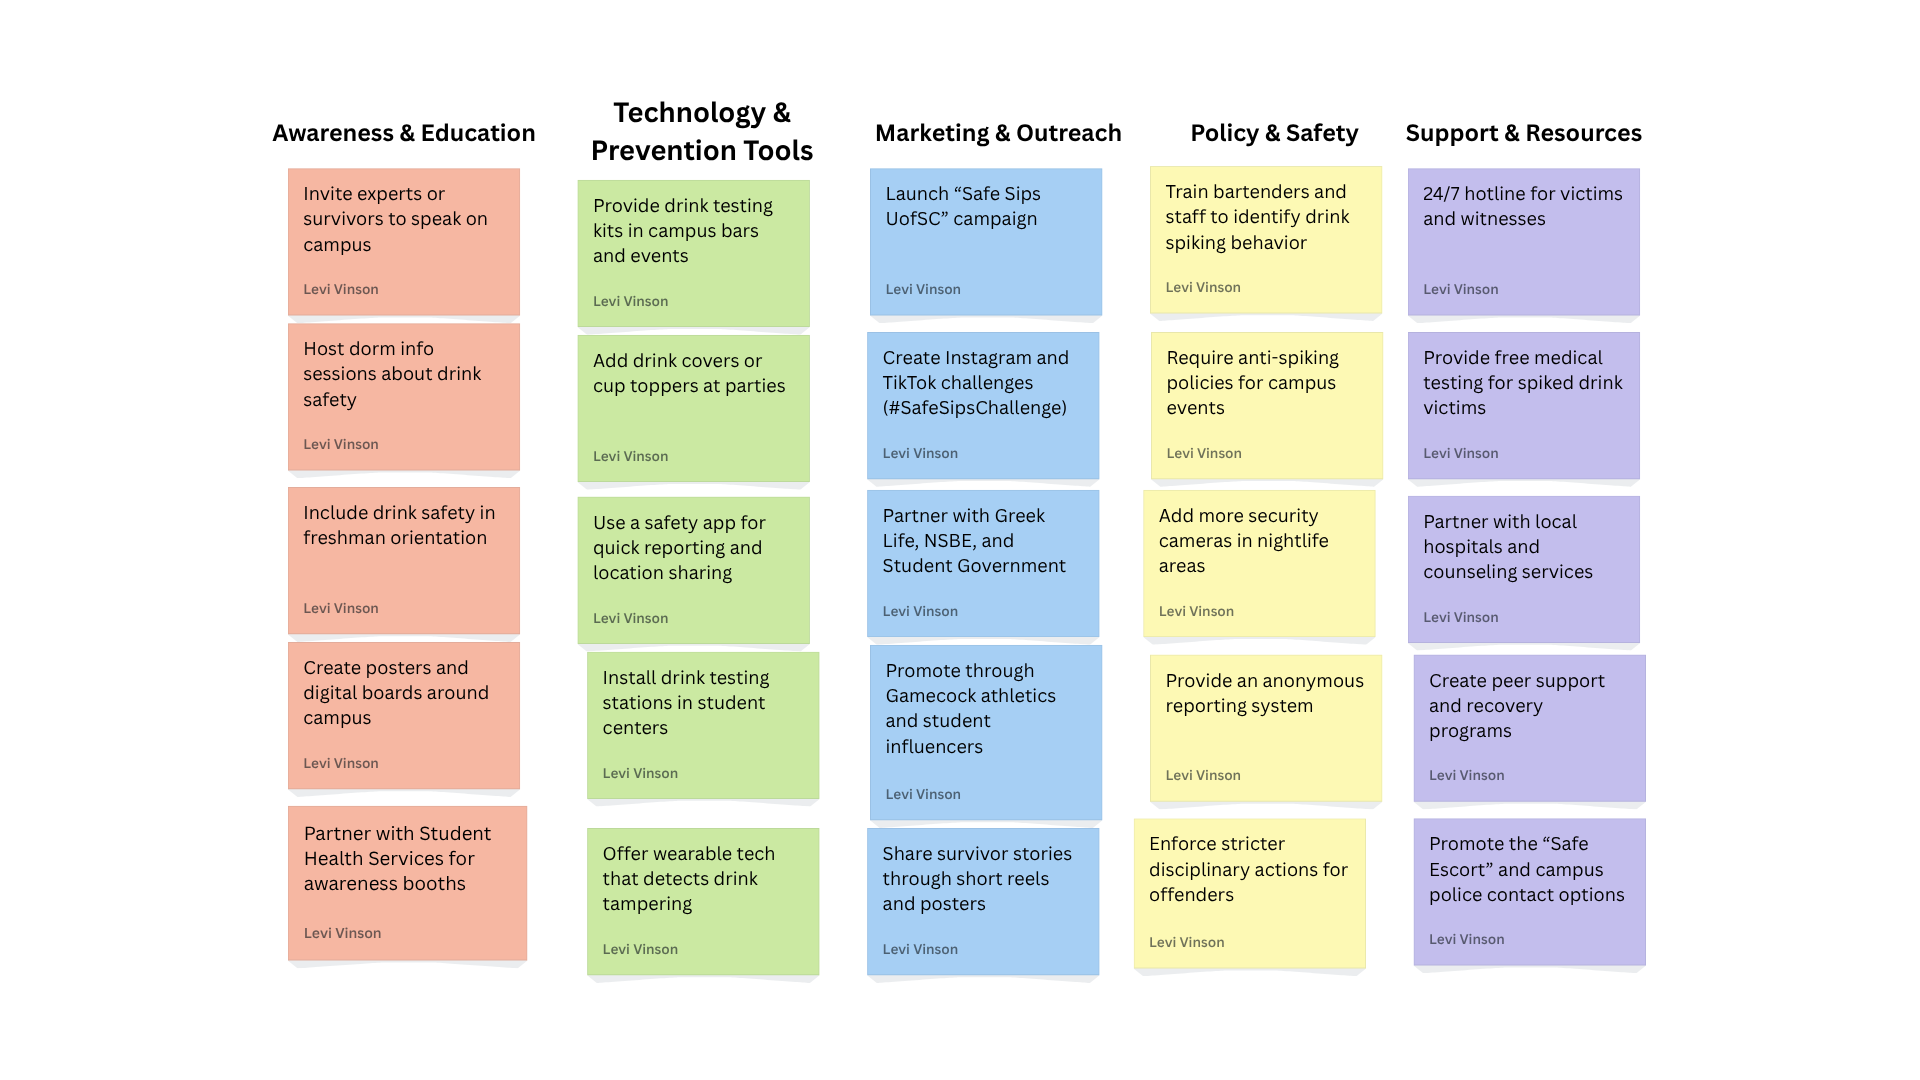 Awareness & Education
Invite experts or
survivors to speak on
campus
Levi Vinson
Host dorm info
sessions about drink
safety
Levi Vinson
Include drink safety in
freshman orientation
Levi Vinson
Create posters and
digital boards around
campus
Levi Vinson
Partner with Student
Health Services for
awareness booths
Levi Vinson
Technology &
Prevention Tools
Provide drink testing
kits in campus bars
and events
Levi Vinson
Add drink covers or
cup toppers at parties
Levi Vinson
Use a safety app for
quick reporting and
location sharing
Levi Vinson
Install drink testing
stations in student
centers
Levi Vinson
Offer wearable tech
that detects drink
tampering
Levi Vinson
Marketing & Outreach
Launch “Safe Sips
UofSC” campaign
Levi Vinson
Create Instagram and
TikTok challenges
(#SafeSipsChallenge)
Levi Vinson
Partner with Greek
Life, NSBE, and
Student Government
Levi Vinson
Promote through
Gamecock athletics
and student
influencers
Levi Vinson
Share survivor stories
through short reels
and posters
Levi Vinson
Policy & Safety
Train bartenders and
staff to identify drink
spiking behavior
Levi Vinson
Require anti-spiking
policies for campus
events
Levi Vinson
Add more security
cameras in nightlife
areas
Levi Vinson
Provide an anonymous
reporting system
Levi Vinson
Enforce stricter
disciplinary actions for
offenders
Levi Vinson
Support & Resources
24/7 hotline for victims
and witnesses
Levi Vinson
Provide free medical
testing for spiked drink
victims
Levi Vinson
Partner with local
hospitals and
counseling services
Levi Vinson
Create peer support
and recovery
programs
Levi Vinson
Promote the “Safe
Escort” and campus
police contact options
Levi Vinson